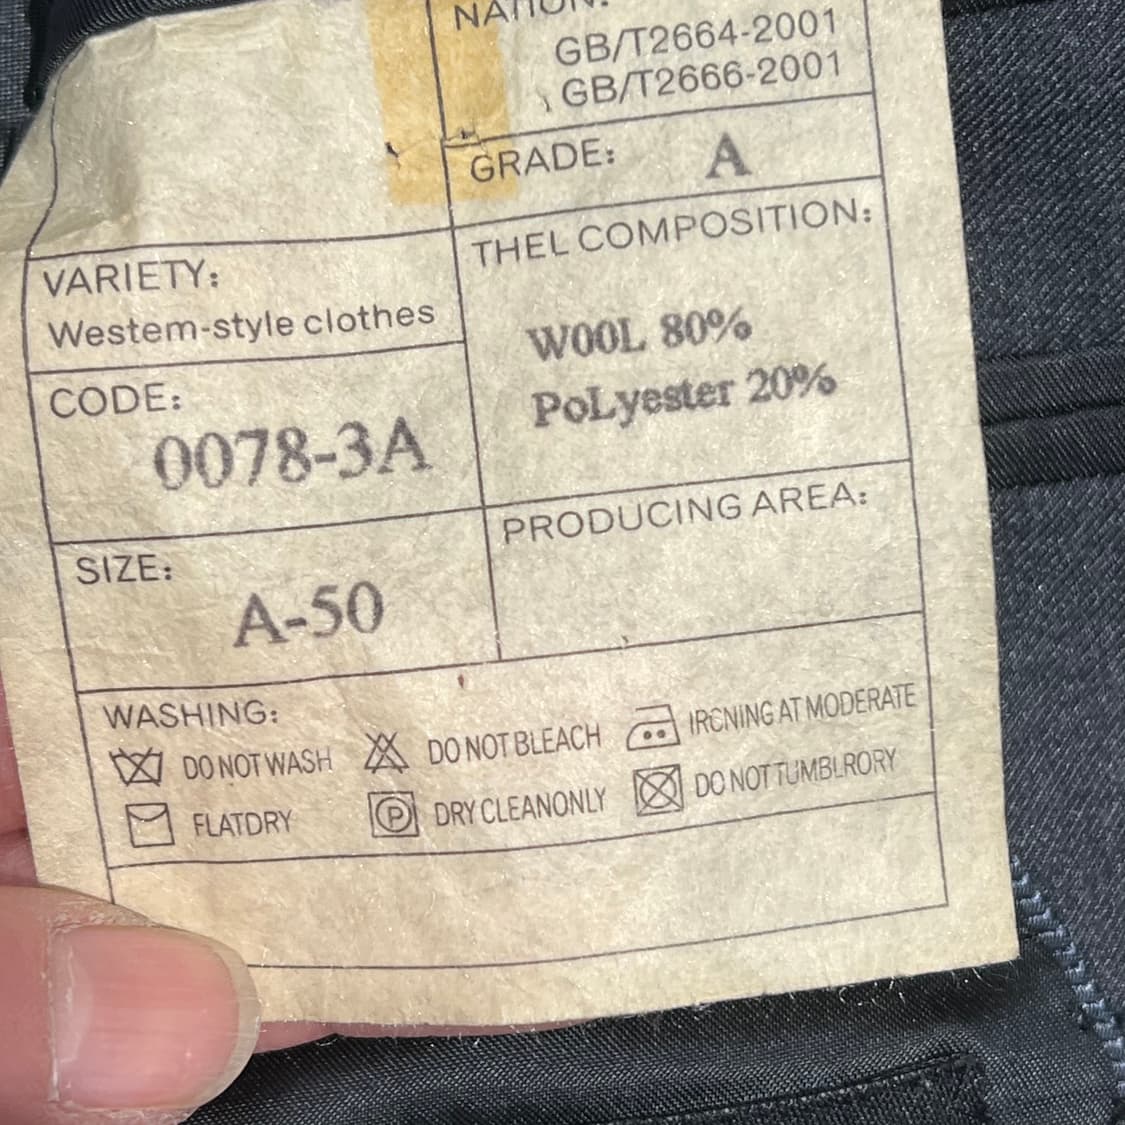 NATION:
GB/T2664-2001
GB/T2666-2001
GRADE: A
THEL COMPOSITION:
WOOL 80%
PoLyester 20%
VARIETY:
Westem-style clothes
CODE:
0078-3A
SIZE:
A-50
PRODUCING AREA:
WASHING:
DO NOT WASH
DO NOT BLEACH
IRCNING AT MODERATE
FLATDRY
P
DRY CLEANONLY
DO NOT TUMBLRORY